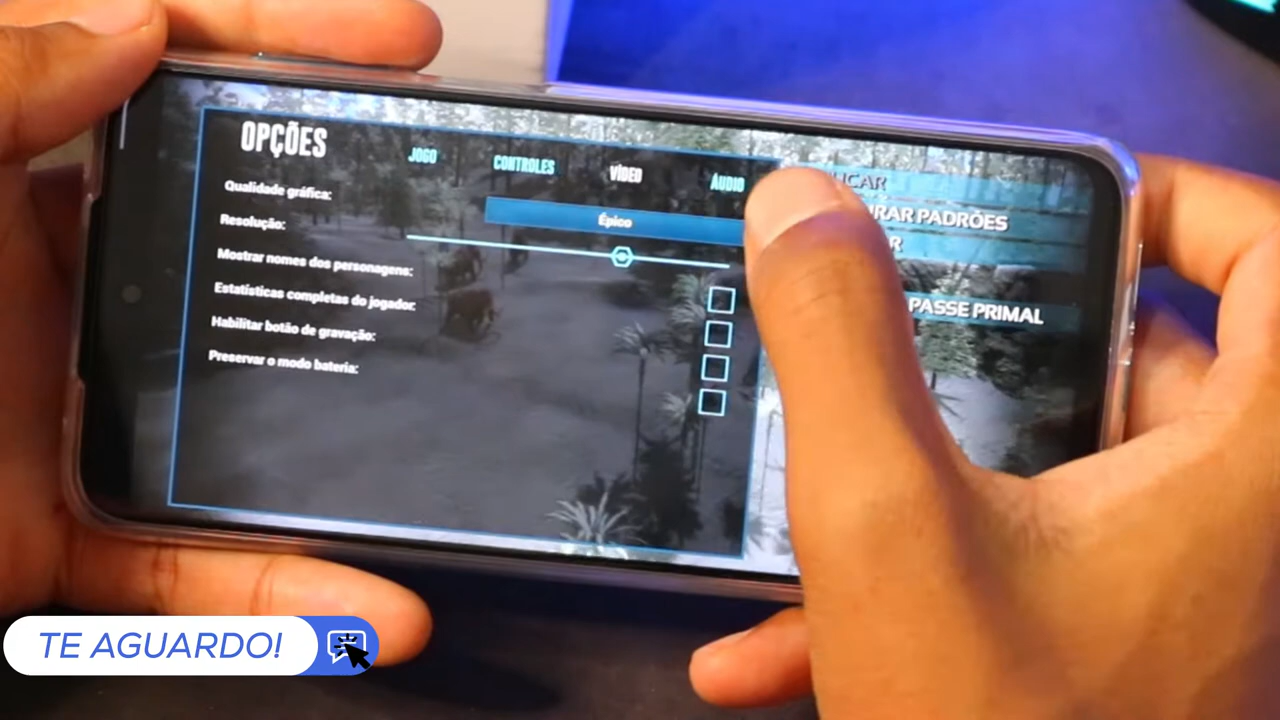 OPÇÕES
JOGO
CONTROLES
VÍDEO
ÁUDIO
Qualidade gráfica:
Épico
Resolução:
Mostrar nomes dos personagens:
Estatísticas completas do jogador:
Habilitar botão de gravação:
Preservar o modo bateria:
PADRÕES
PASSE PRIMAL
TE AGUARDO!